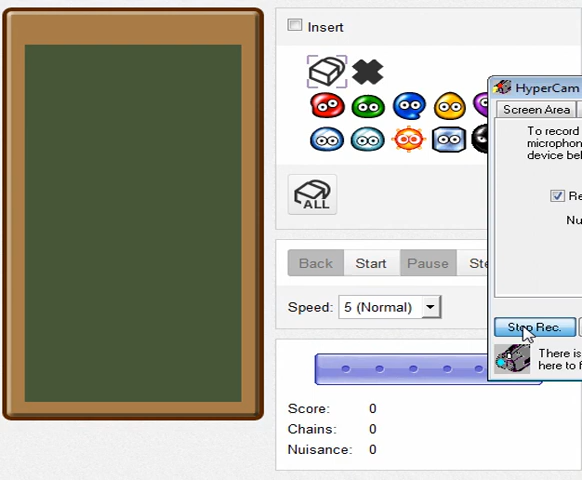 Insert
HyperCam
Screen Area
To record
microphon
device bel
Re
Nu
ALL
Back Start Pause Ste
Speed: 5 (Normal)
Stop Rec.
There is
here to f
Score: 0
Chains: 0
Nuisance: 0